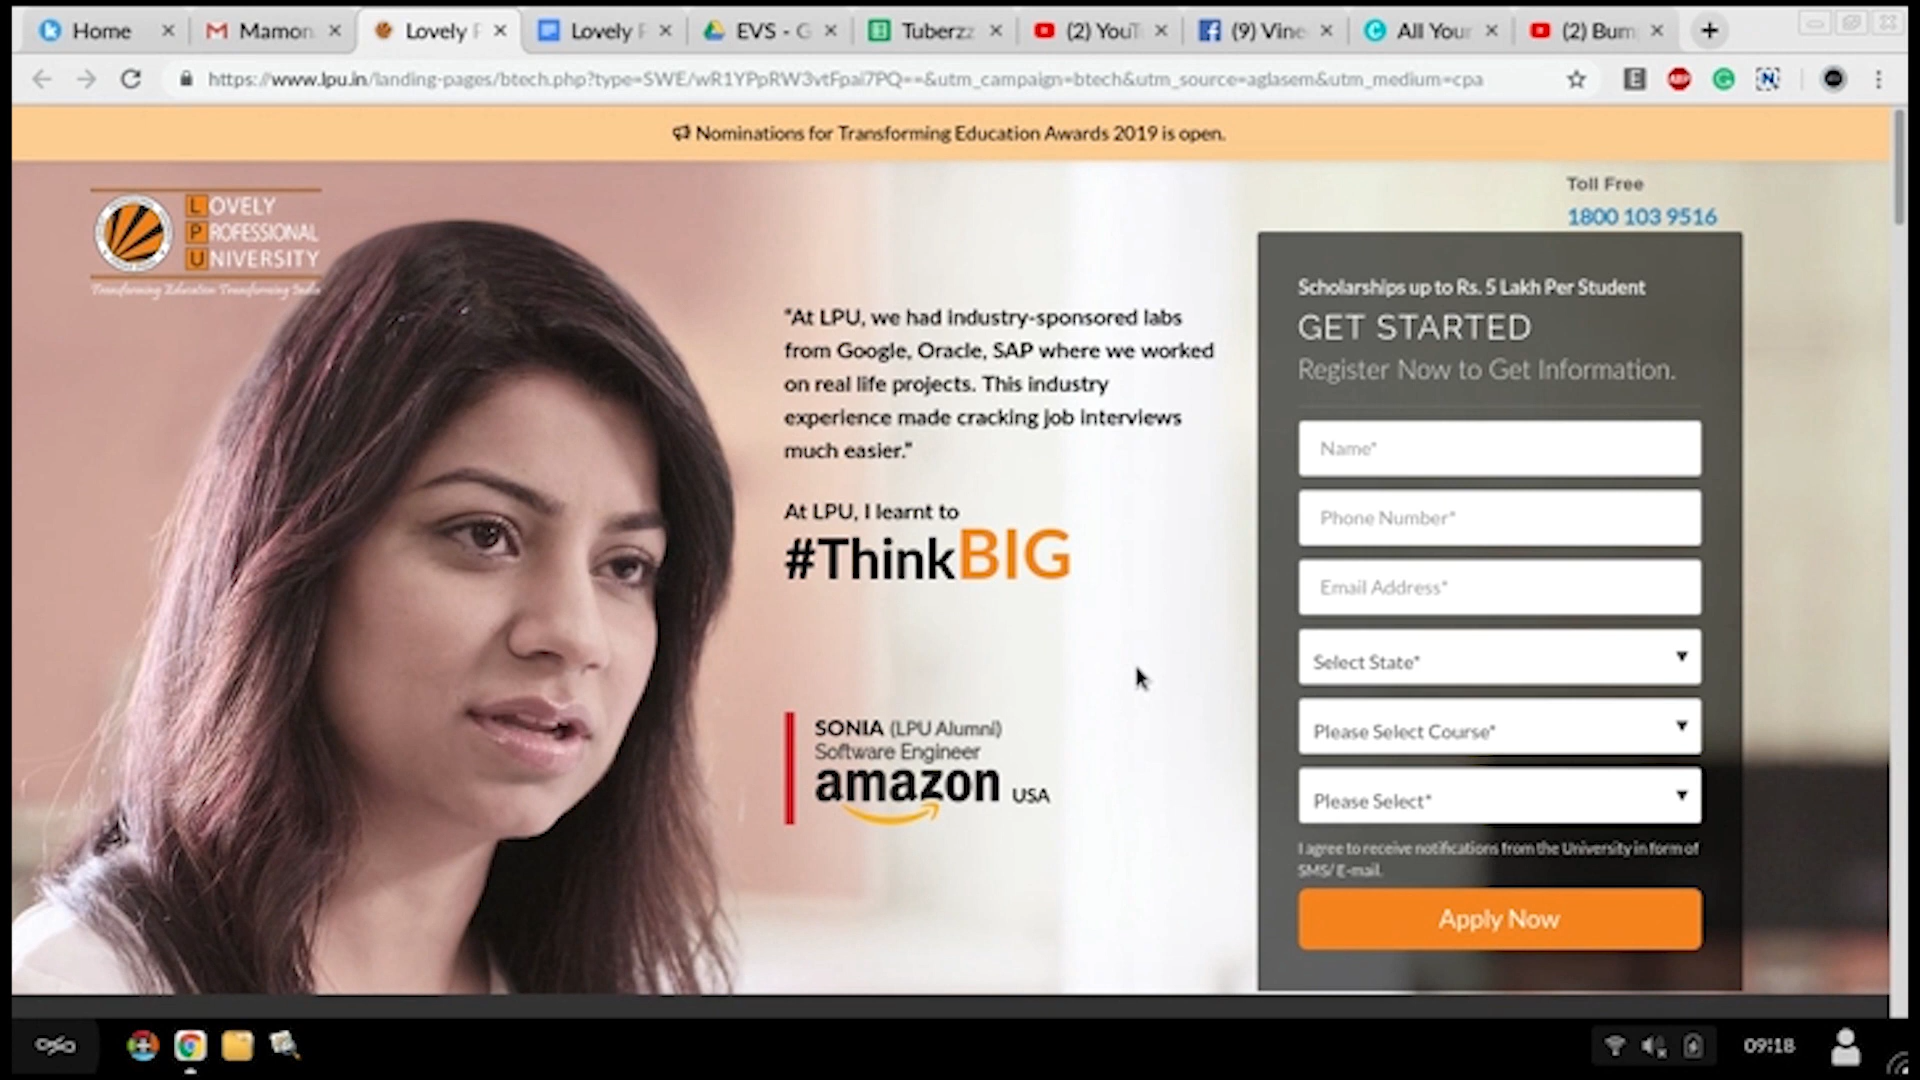 Home
Mamon
Lovely P
Lovely P
EVS - G
Tuberzz
(2) YouT
(9) Vine
All Your
(2) Bum
https://www.lpu.in/landing-pages/btech.php?type=SWE/wR1YPpRW3vtFpai7PQ==&utm_campaign=btech&utm_source=aglasem&utm_medium=cpa
ABP
Nominations for Transforming Education Awards 2019 is open.
LOVELY
PROFESSIONAL
UNIVERSITY
Transforming Education Transforming India
Toll Free
1800 103 9516
"At LPU, we had industry-sponsored labs
from Google, Oracle, SAP where we worked
on real life projects. This industry
experience made cracking job interviews
much easier."
At LPU, I learnt to
#ThinkBIG
SONIA (LPU Alumni)
Software Engineer
amazon USA
Scholarships up to Rs. 5 Lakh Per Student
GET STARTED
Register Now to Get Information.
Name*
Phone Number*
Email Address*
Select State*
Please Select Course*
Please Select*
I agree to receive notifications from the University in form of
SMS/ E-mail.
Apply Now
09:18